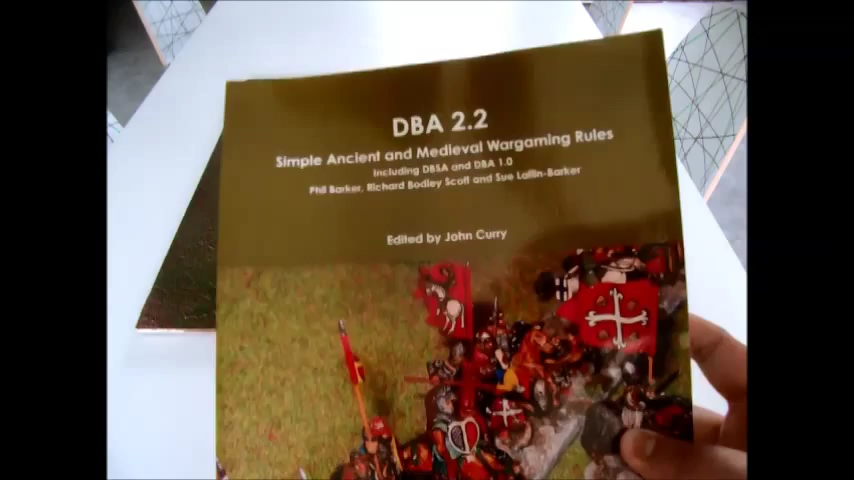 DBA 2.2
Simple Ancient and Medieval Wargaming Rules
Including DBSA and DBA 1.0
Phil Barker, Richard Bodley Scott and Sue Laflin-Barker
Edited by John Curry